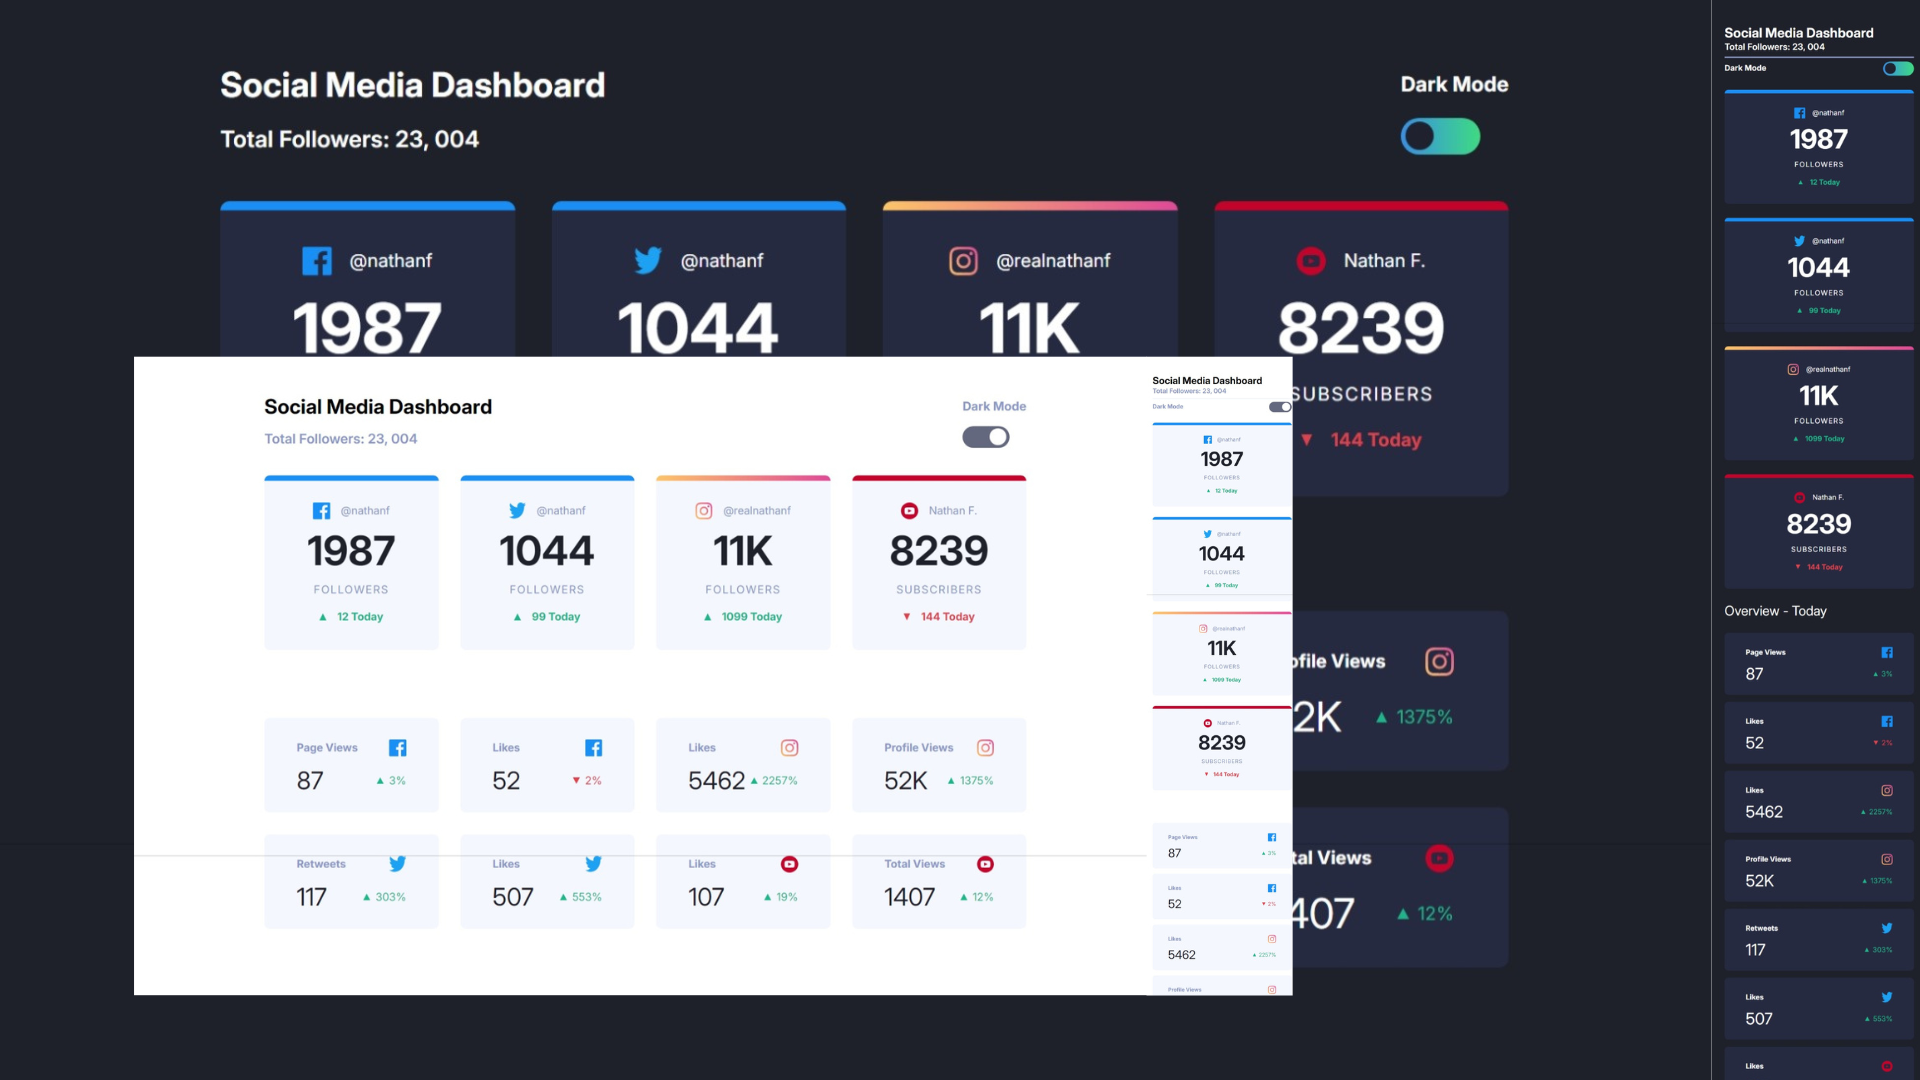 Social Media Dashboard
Total Followers: 23, 004
Dark Mode
@nathanf
1987
@nathanf
1044
@realnathanf
11K
Nathan F.
8239
SUBSCRIBERS
144 Today
ofile Views
2K
1375%
tal Views
407
12%
Social Media Dashboard
Total Followers: 23, 004
Dark Mode
@nathanf
1987
FOLLOWERS
12 Today
@nathanf
1044
FOLLOWERS
99 Today
@realnathanf
11K
FOLLOWERS
1099 Today
Nathan F.
8239
SUBSCRIBERS
144 Today
Page Views
87
3%
Likes
52
2%
Likes
5462
2257%
Profile Views
52K
1375%
Retweets
117
303%
Likes
507
553%
Likes
107
19%
Total Views
1407
12%
Social Media Dashboard
Total Followers: 23, 004
Dark Mode
@nathanf
1987
FOLLOWERS
12 Today
@nathanf
1044
FOLLOWERS
99 Today
@realnathanf
11K
FOLLOWERS
1099 Today
Nathan F.
8239
SUBSCRIBERS
144 Today
Page Views
87
3%
Likes
52
2%
Likes
5462
2257%
Profile Views
Social Media Dashboard
Total Followers: 23, 004
Dark Mode
@nathanf
1987
FOLLOWERS
12 Today
@nathanf
1044
FOLLOWERS
99 Today
@realnathanf
11K
FOLLOWERS
1099 Today
Nathan F.
8239
SUBSCRIBERS
144 Today
Overview - Today
Page Views
87
3%
Likes
52
2%
Likes
5462
2257%
Profile Views
52K
1375%
Retweets
117
303%
Likes
507
553%
Likes